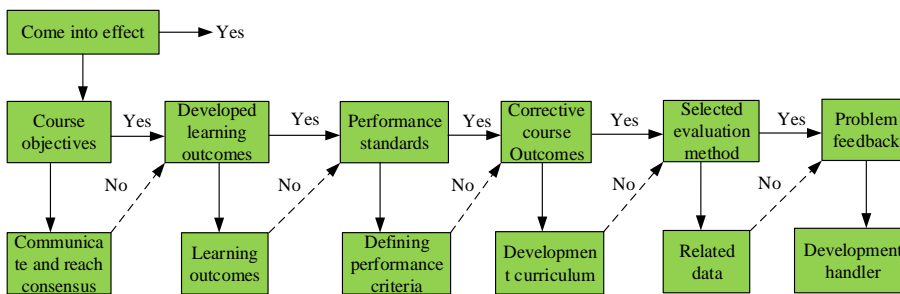 Come into effect
Yes
Course
objectives
Yes
Developed
learning
outcomes
Yes
Performance
standards
Yes
Corrective
course
Outcomes
Yes
Selected
evaluation
method
Yes
Problem
feedback
No
No
No
No
No
Communica
te and reach
consensus
Learning
outcomes
Defining
performance
criteria
Developmen
t curriculum
Related
data
Development
handler